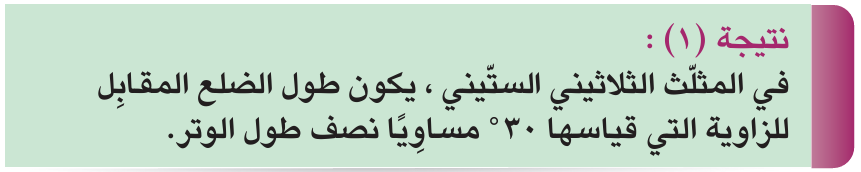 نتيجة (١) :
في المثلّث الثلاثيني الستّيني ، يكون طول الضلع المقابِل
للزاوية التي قياسها ٣٠° مساوِيًا نصف طول الوتر.